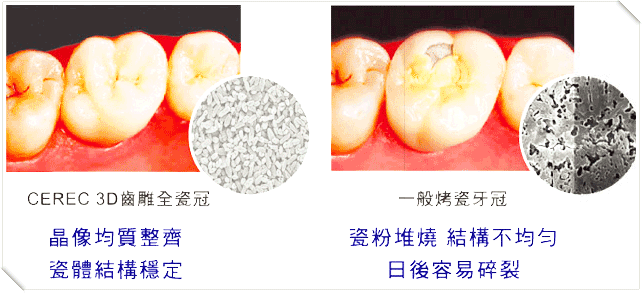 CEREC 3D齒雕全瓷冠
晶像均質整齊
瓷體結構穩定
一般烤瓷牙冠
瓷粉堆燒 結構不均勻
日後容易碎裂